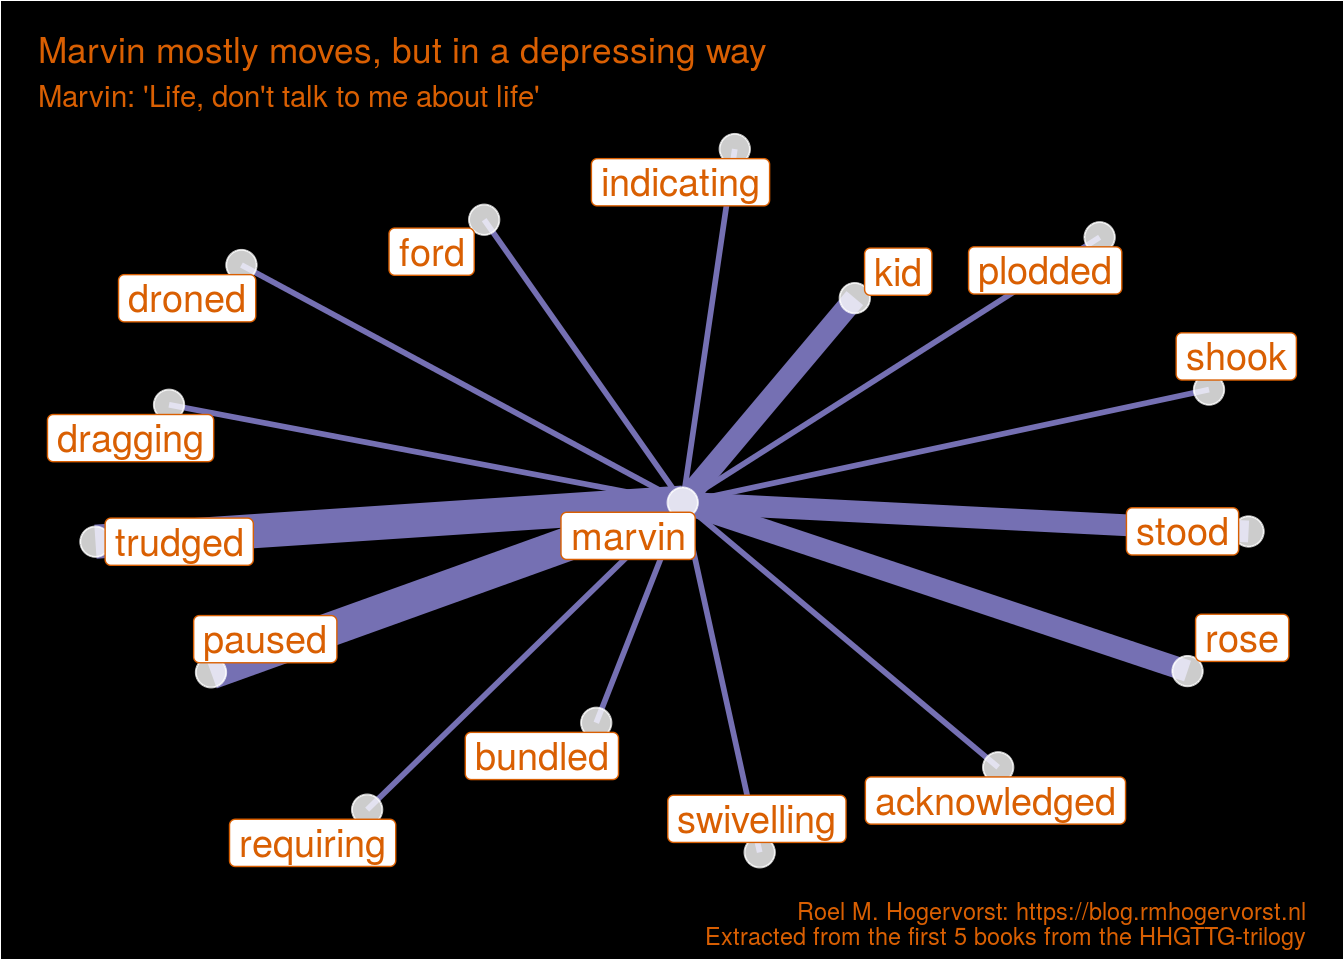 Marvin mostly moves, but in a depressing way
Marvin: 'Life, don't talk to me about life'
indicating
ford
kid
plodded
droned
shook
dragging
trudged
marvin
stood
paused
rose
bundled
acknowledged
swivelling
requiring
Roel M. Hogervorst: https://blog.rmhogervorst.nl
Extracted from the first 5 books from the HHGTTG-trilogy